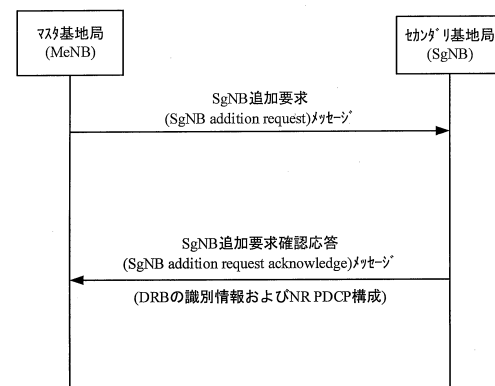 ﾏｽﾀ基地局
(MeNB)
ｾｶﾝﾀﾞﾘ基地局
(SgNB)
SgNB追加要求
(SgNB addition request)ﾒｯｾｰｼﾞ
SgNB追加要求確認応答
(SgNB addition request acknowledge)ﾒｯｾｰｼﾞ
(DRBの識別情報およびNR PDCP構成)